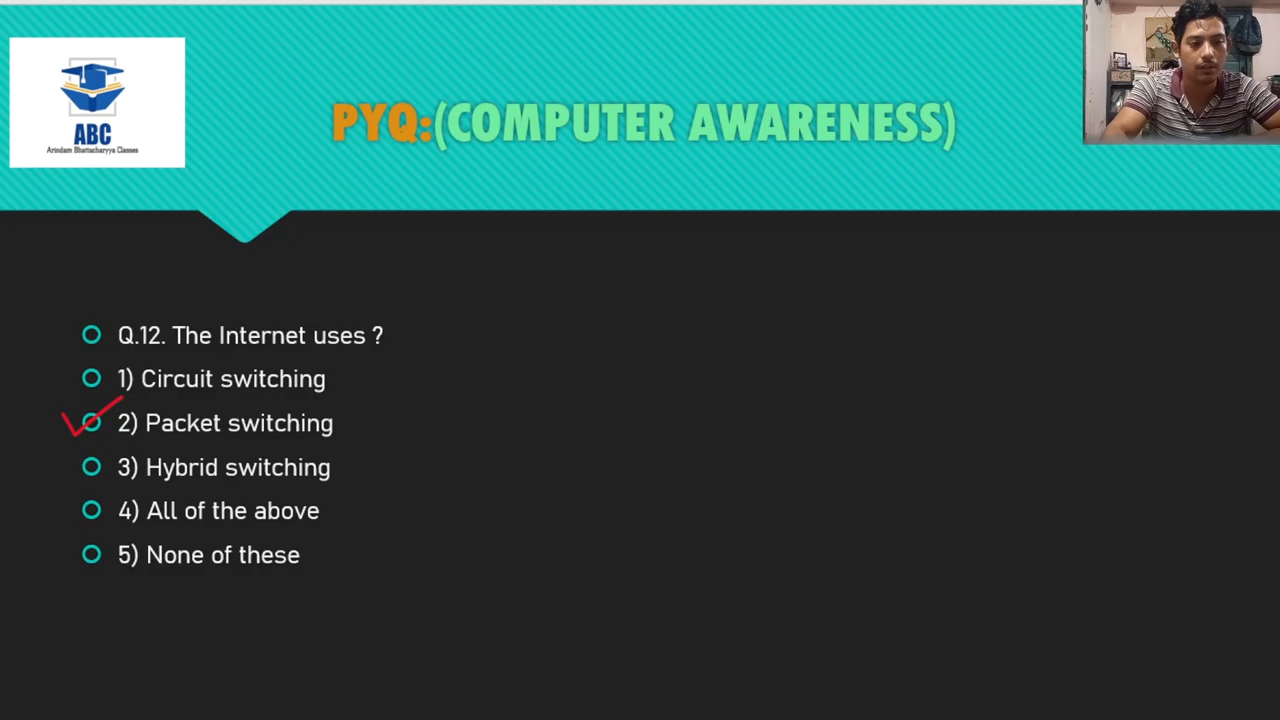 ABC
Arindam Bhattacharyya Classes
PYQ:(COMPUTER AWARENESS)
Q.12. The Internet uses ?
1) Circuit switching
2) Packet switching
3) Hybrid switching
4) All of the above
5) None of these